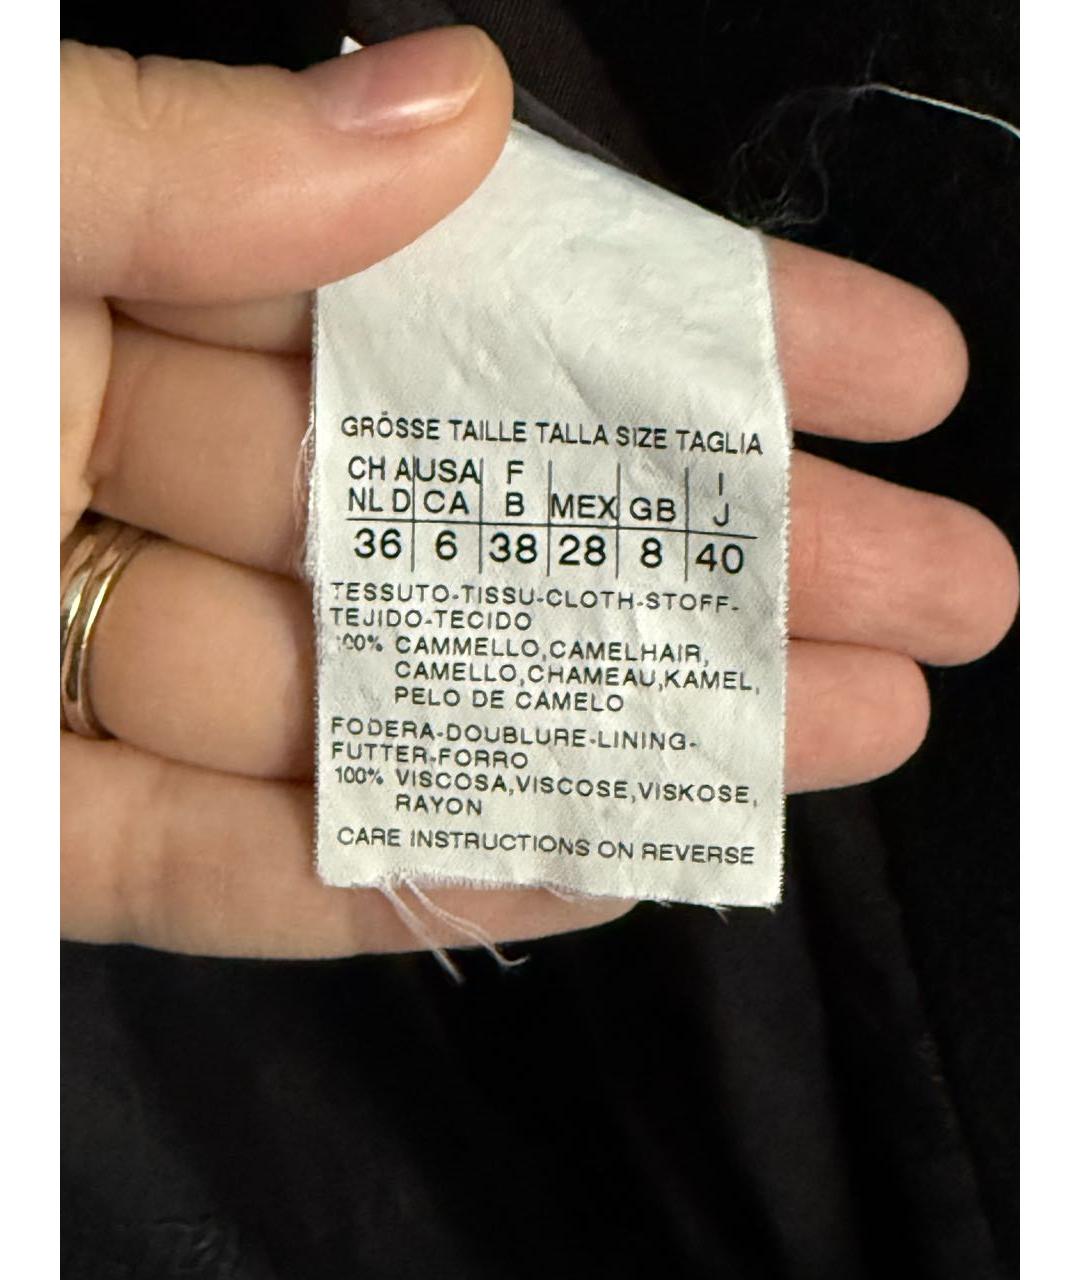 GRÖSSE TAILLE TALLA SIZE TAGLIA
CH A USA F I
NL D CA B MEX GB J
36 6 38 28 8 40
TESSUTO-TISSU-CLOTH-STOFF-
TEJIDO-TECIDO
100% CAMMELLO,CAMELHAIR,
CAMELLO,CHAMEAU,KAMEL,
PELO DE CAMELO
FODERA-DOUBLURE-LINING-
FUTTER-FORRO
100% VISCOSA,VISCOSE,VISKOSE,
RAYON
CARE INSTRUCTIONS ON REVERSE